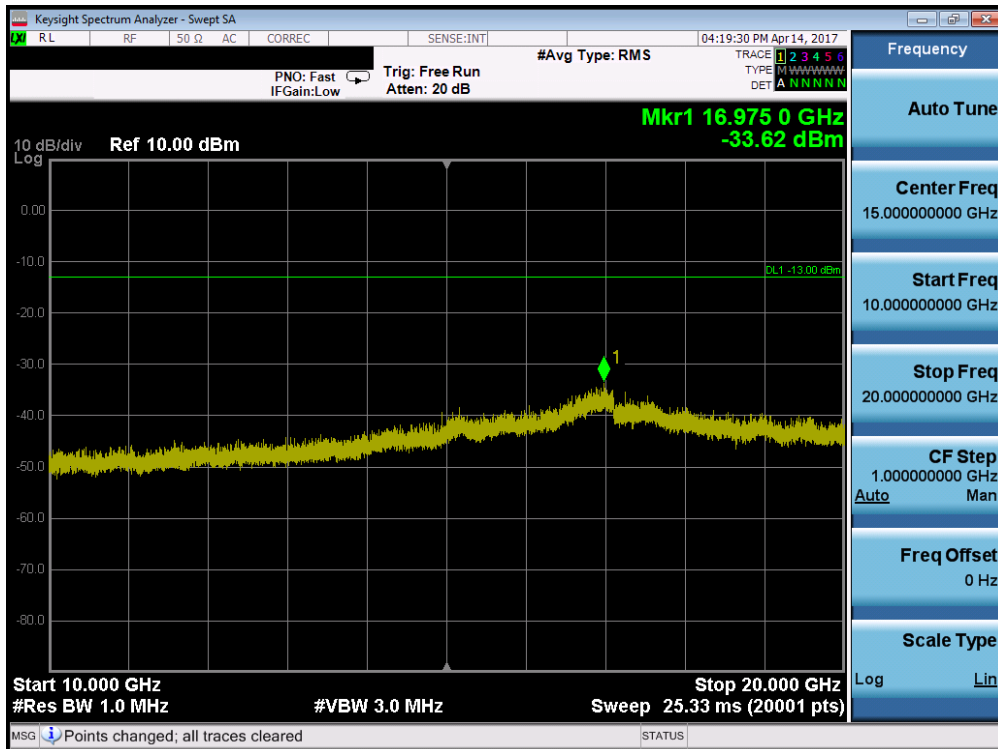 Keysight Spectrum Analyzer - Swept SA
LXI RL RF 50 Ω AC CORREC SENSE:INT 04:19:30 PM Apr 14, 2017
#Avg Type: RMS TRACE 1 2 3 4 5 6
PNO: Fast Trig: Free Run TYPE M WWWWW
IFGain:Low Atten: 20 dB DET A N N N N N
Mkr1 16.975 0 GHz
10 dB/div Ref 10.00 dBm -33.62 dBm
Log
0.00
-10.0
DL1 -13.00 dBm
-20.0
-30.0
1
-40.0
-50.0
-60.0
-70.0
-80.0
Start 10.000 GHz Stop 20.000 GHz
#Res BW 1.0 MHz #VBW 3.0 MHz Sweep 25.33 ms (20001 pts)
MSG Points changed; all traces cleared STATUS
Frequency
Auto Tune
Center Freq
15.000000000 GHz
Start Freq
10.000000000 GHz
Stop Freq
20.000000000 GHz
CF Step
1.000000000 GHz
Auto Man
Freq Offset
0 Hz
Scale Type
Log Lin